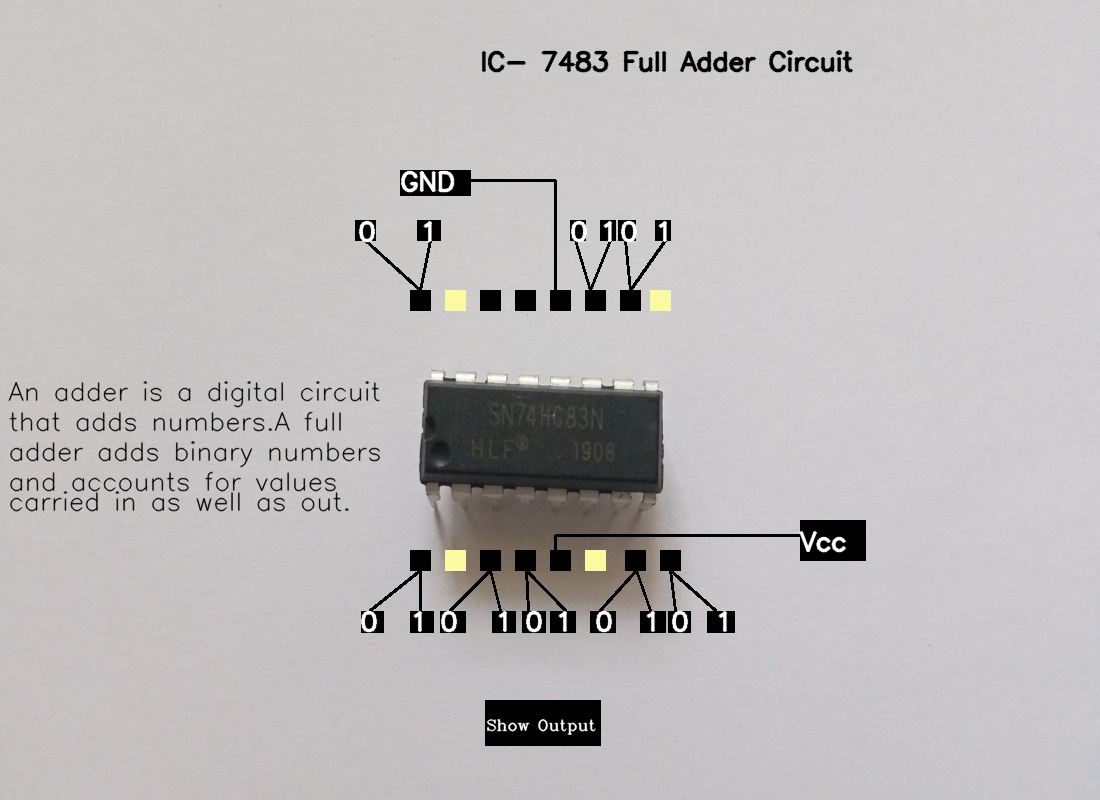 IC- 7483 Full Adder Circuit
GND
0 1 0 1 0 1
An adder is a digital circuit
that adds numbers.A full
adder adds binary numbers
and accounts for values
carried in as well as out.
SN74HC83N
HLF® 1908
Vcc
0 1 0 1 0 1 0 1 0 1
Show Output